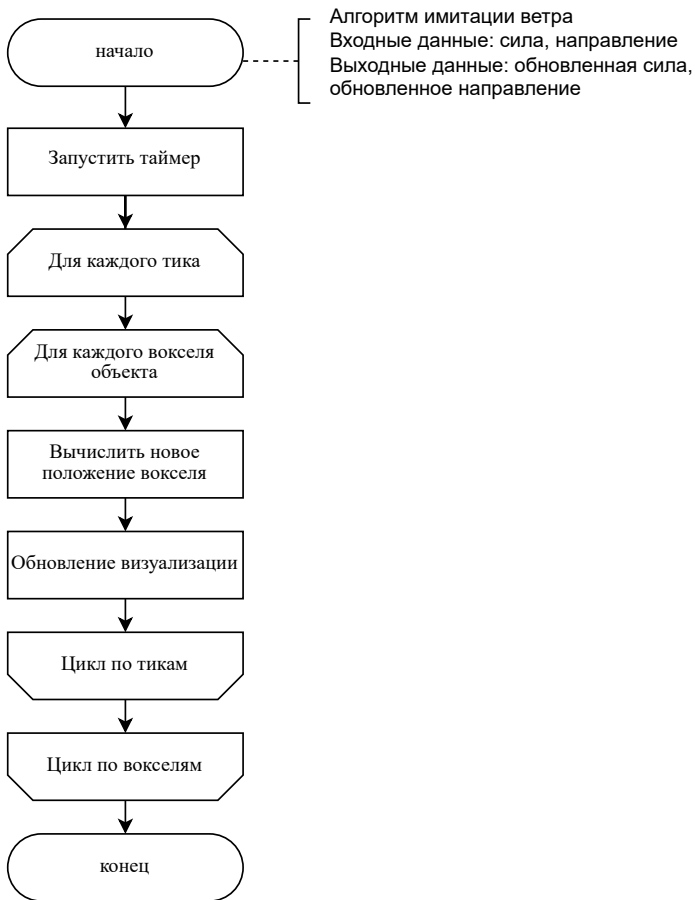 начало
Алгоритм имитации ветра
Входные данные: сила, направление
Выходные данные: обновленная сила,
обновленное направление
Запустить таймер
Для каждого тика
Для каждого вокселя
объекта
Вычислить новое
положение вокселя
Обновление визуализации
Цикл по тикам
Цикл по вокселям
конец